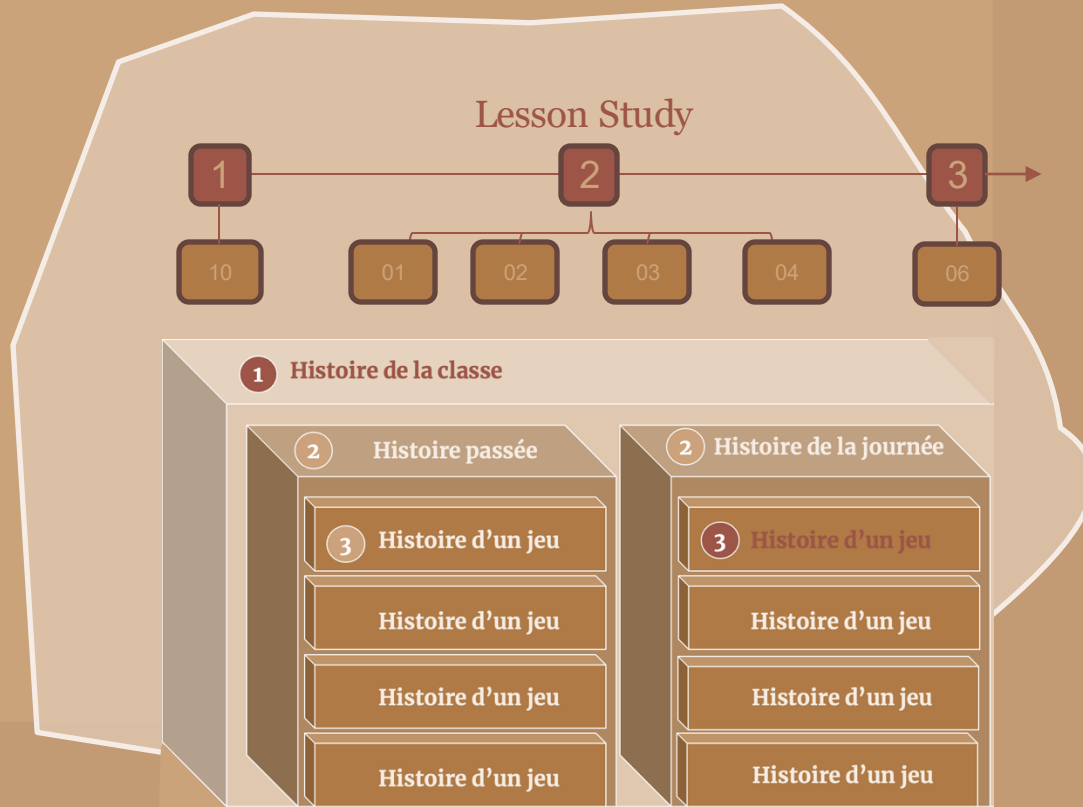 Lesson Study
1
2
3
10
01
02
03
04
06
1 Histoire de la classe
2 Histoire passée
3 Histoire d’un jeu
Histoire d’un jeu
Histoire d’un jeu
Histoire d’un jeu
2 Histoire de la journée
3 Histoire d’un jeu
Histoire d’un jeu
Histoire d’un jeu
Histoire d’un jeu